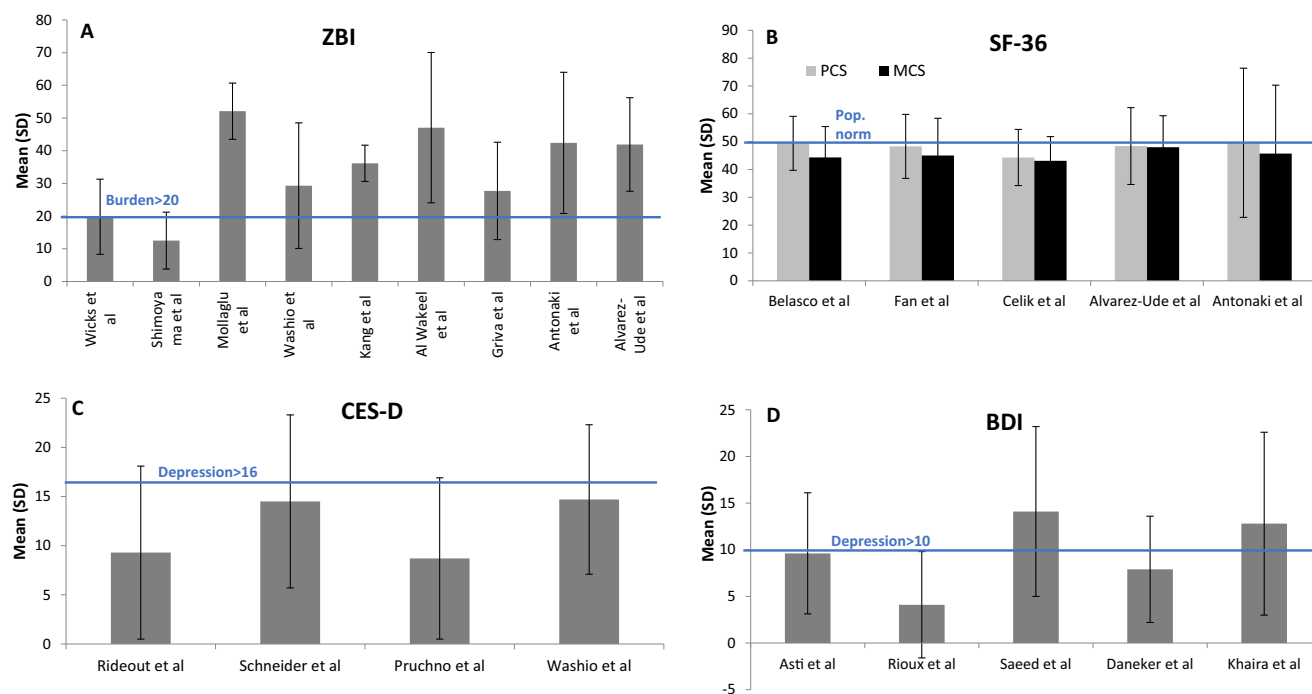 A
ZBI
Mean (SD)
80
70
60
50
40
30
20
10
0
Burden>20
Wicks et
al
Shimoya
ma et al
Mollaglu
et al
Washio et
al
Kang et al
Al Wakeel
et al
Griva et al
Antonaki
et al
Alvarez-
Ude et al
B
SF-36
PCS
MCS
Mean (SD)
90
80
70
60
50
40
30
20
10
0
Pop.
norm
Belasco et al
Fan et al
Celik et al
Alvarez-Ude et al
Antonaki et al
C
CES-D
Mean (SD)
25
20
15
10
5
0
Depression>16
Rideout et al
Schneider et al
Pruchno et al
Washio et al
D
BDI
Mean (SD)
25
20
15
10
5
0
-5
Depression>10
Asti et al
Rioux et al
Saeed et al
Daneker et al
Khaira et al